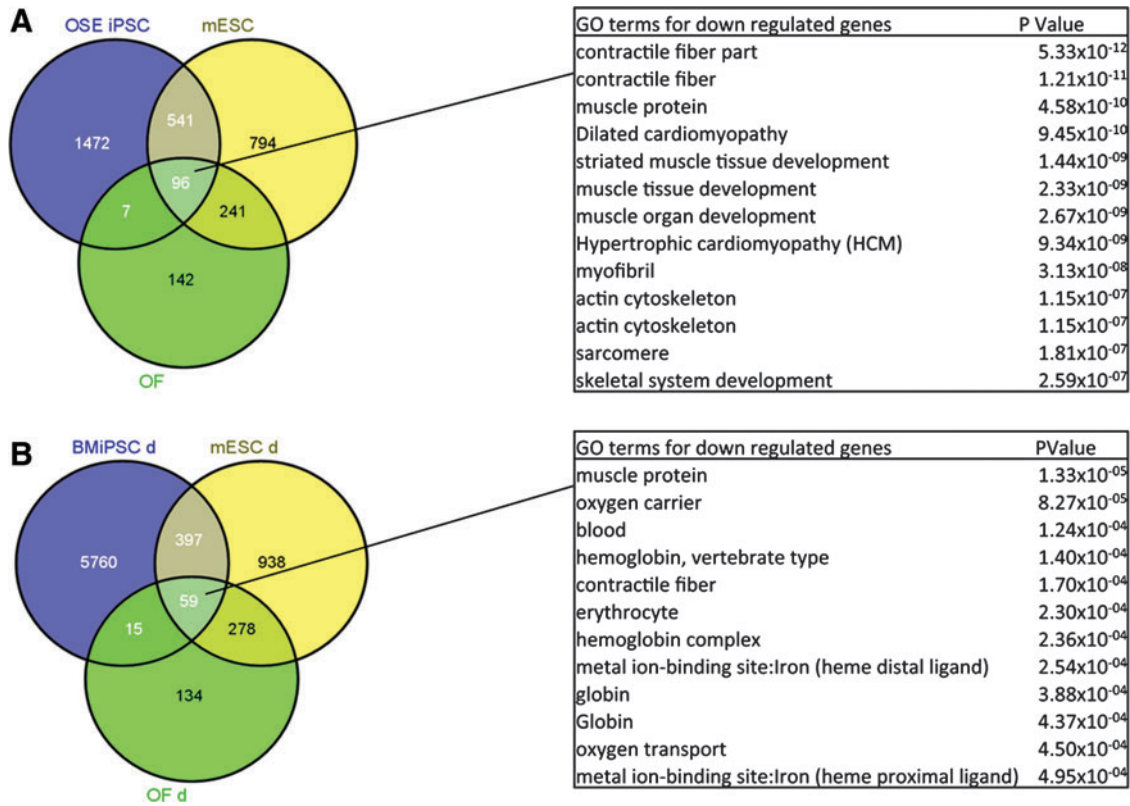 A
OSE iPSC mESC
1472
541
794
96
7
241
142
OF
GO terms for down regulated genes P Value
contractile fiber part 5.33x10⁻¹²
contractile fiber 1.21x10⁻¹¹
muscle protein 4.58x10⁻¹⁰
Dilated cardiomyopathy 9.45x10⁻¹⁰
striated muscle tissue development 1.44x10⁻⁰⁹
muscle tissue development 2.33x10⁻⁰⁹
muscle organ development 2.67x10⁻⁰⁹
Hypertrophic cardiomyopathy (HCM) 9.34x10⁻⁰⁹
myofibril 3.13x10⁻⁰⁸
actin cytoskeleton 1.15x10⁻⁰⁷
actin cytoskeleton 1.15x10⁻⁰⁷
sarcomere 1.81x10⁻⁰⁷
skeletal system development 2.59x10⁻⁰⁷
B
BMiPSC d mESC d
5760
397
938
59
15
278
134
OF d
GO terms for down regulated genes PValue
muscle protein 1.33x10⁻⁰⁵
oxygen carrier 8.27x10⁻⁰⁵
blood 1.24x10⁻⁰⁴
hemoglobin, vertebrate type 1.40x10⁻⁰⁴
contractile fiber 1.70x10⁻⁰⁴
erythrocyte 2.30x10⁻⁰⁴
hemoglobin complex 2.36x10⁻⁰⁴
metal ion-binding site:Iron (heme distal ligand) 2.54x10⁻⁰⁴
globin 3.88x10⁻⁰⁴
Globin 4.37x10⁻⁰⁴
oxygen transport 4.50x10⁻⁰⁴
metal ion-binding site:Iron (heme proximal ligand) 4.95x10⁻⁰⁴